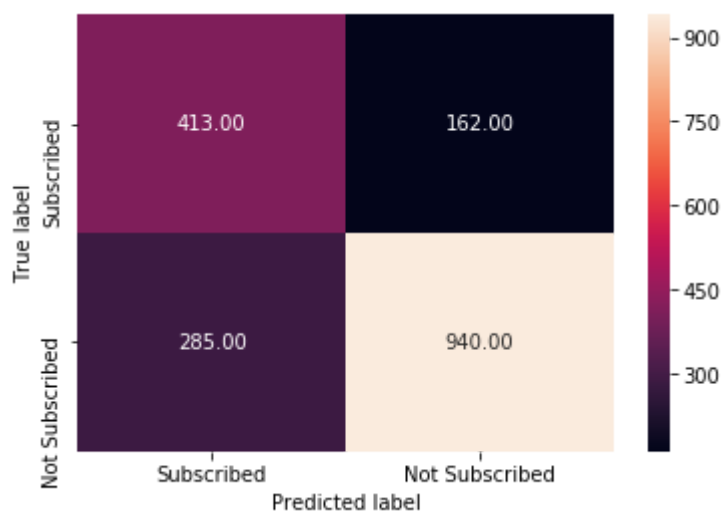 900
413.00 162.00
Subscribed
750
600
True label
450
285.00 940.00
Not Subscribed
300
Subscribed Not Subscribed
Predicted label